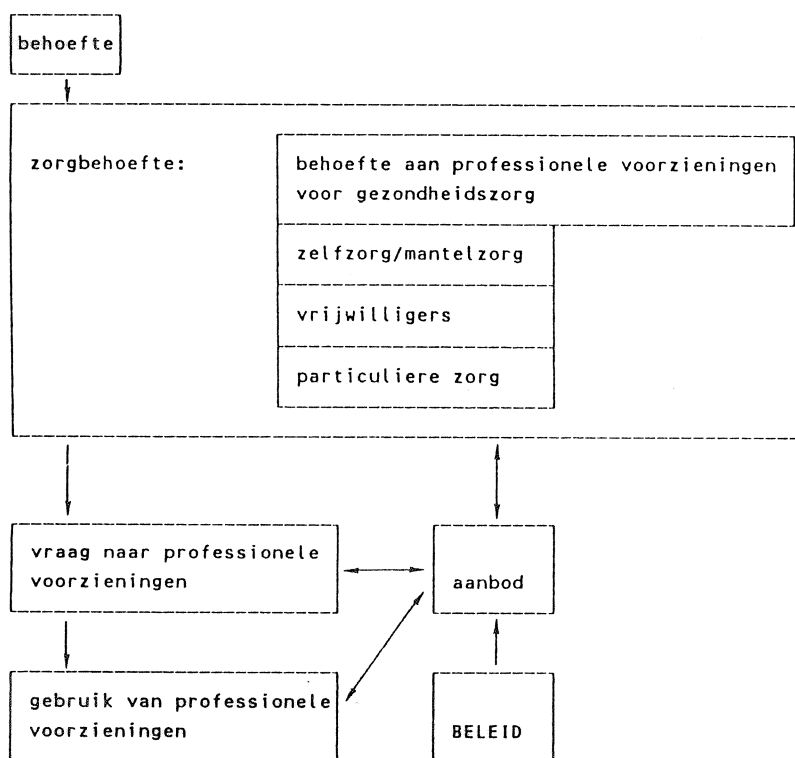 behoefte
zorgbehoefte:
behoefte aan professionele voorzieningen
voor gezondheidszorg
zelfzorg/mantelzorg
vrijwilligers
particuliere zorg
vraag naar professionele
voorzieningen
aanbod
gebruik van professionele
voorzieningen
BELEID